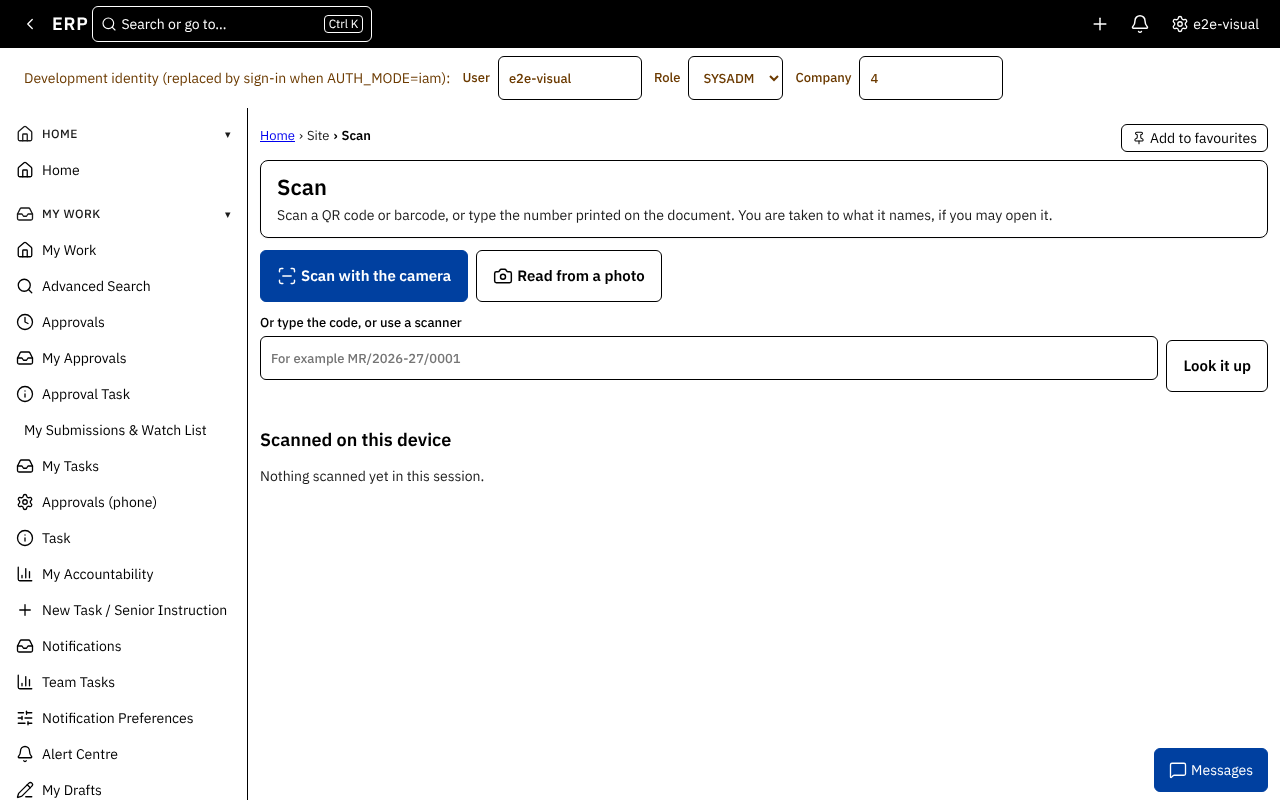 ERP
Search or go to...
Ctrl K
e2e-visual
Development identity (replaced by sign-in when AUTH_MODE=iam):
User
e2e-visual
Role
SYSADM
Company
4
HOME
Home
MY WORK
My Work
Advanced Search
Approvals
My Approvals
Approval Task
My Submissions & Watch List
My Tasks
Approvals (phone)
Task
My Accountability
New Task / Senior Instruction
Notifications
Team Tasks
Notification Preferences
Alert Centre
My Drafts
Home › Site › Scan
Add to favourites
Scan
Scan a QR code or barcode, or type the number printed on the document. You are taken to what it names, if you may open it.
Scan with the camera
Read from a photo
Or type the code, or use a scanner
For example MR/2026-27/0001
Look it up
Scanned on this device
Nothing scanned yet in this session.
Messages